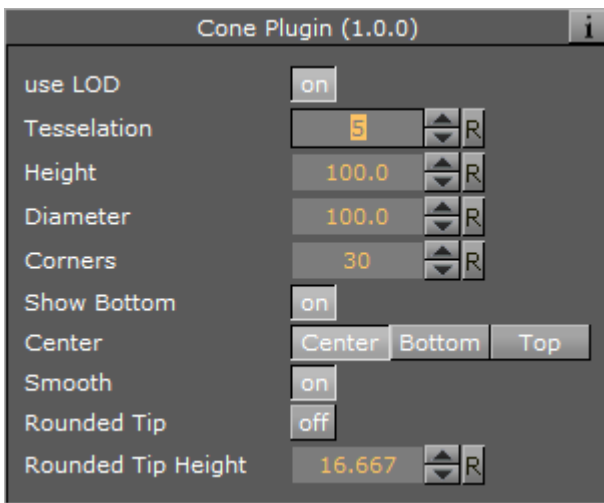 Cone Plugin (1.0.0) i
use LOD on
Tesselation 5 R
Height 100.0 R
Diameter 100.0 R
Corners 30 R
Show Bottom on
Center Center Bottom Top
Smooth on
Rounded Tip off
Rounded Tip Height 16.667 R